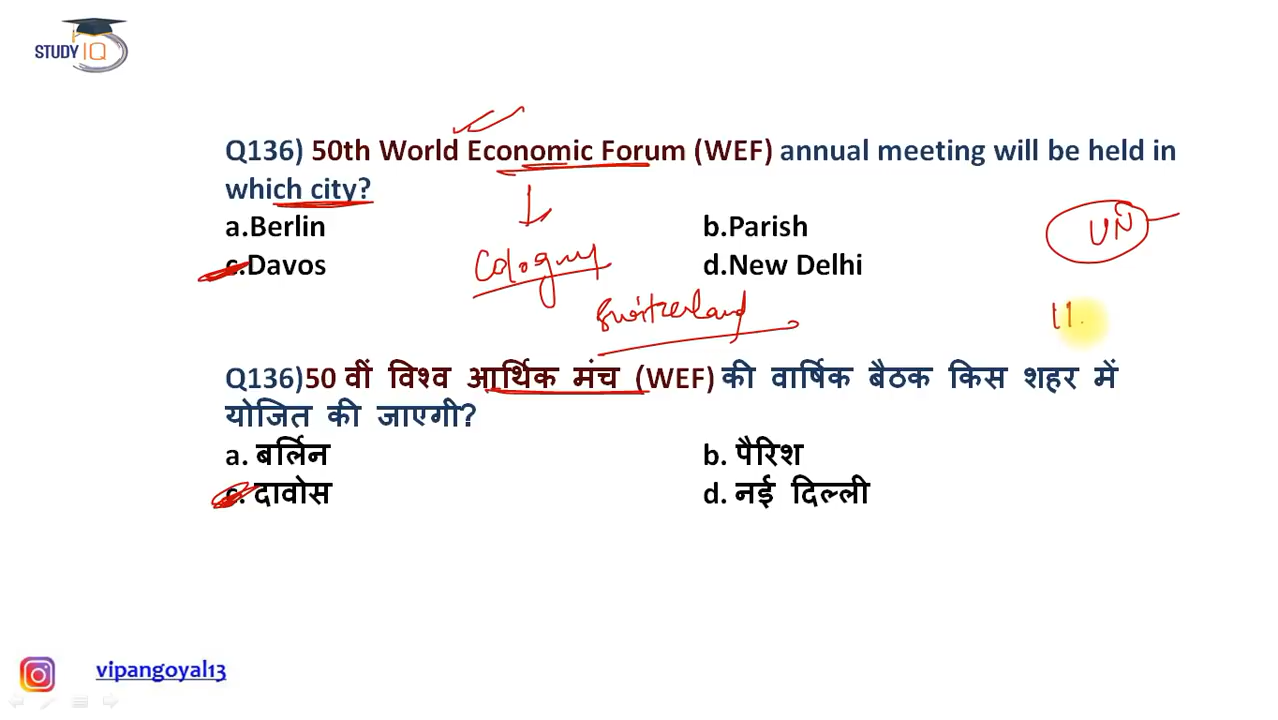 STUDY IQ
Q136) 50th World Economic Forum (WEF) annual meeting will be held in
which city?
a.Berlin b.Parish
c.Davos d.New Delhi
UN
Cologny
Switzerland
11.
Q136)50 वीं विश्व आर्थिक मंच (WEF) की वार्षिक बैठक किस शहर में
योजित की जाएगी?
a. बर्लिन b. पैरिश
c. दावोस d. नई दिल्ली
vipangoyal13